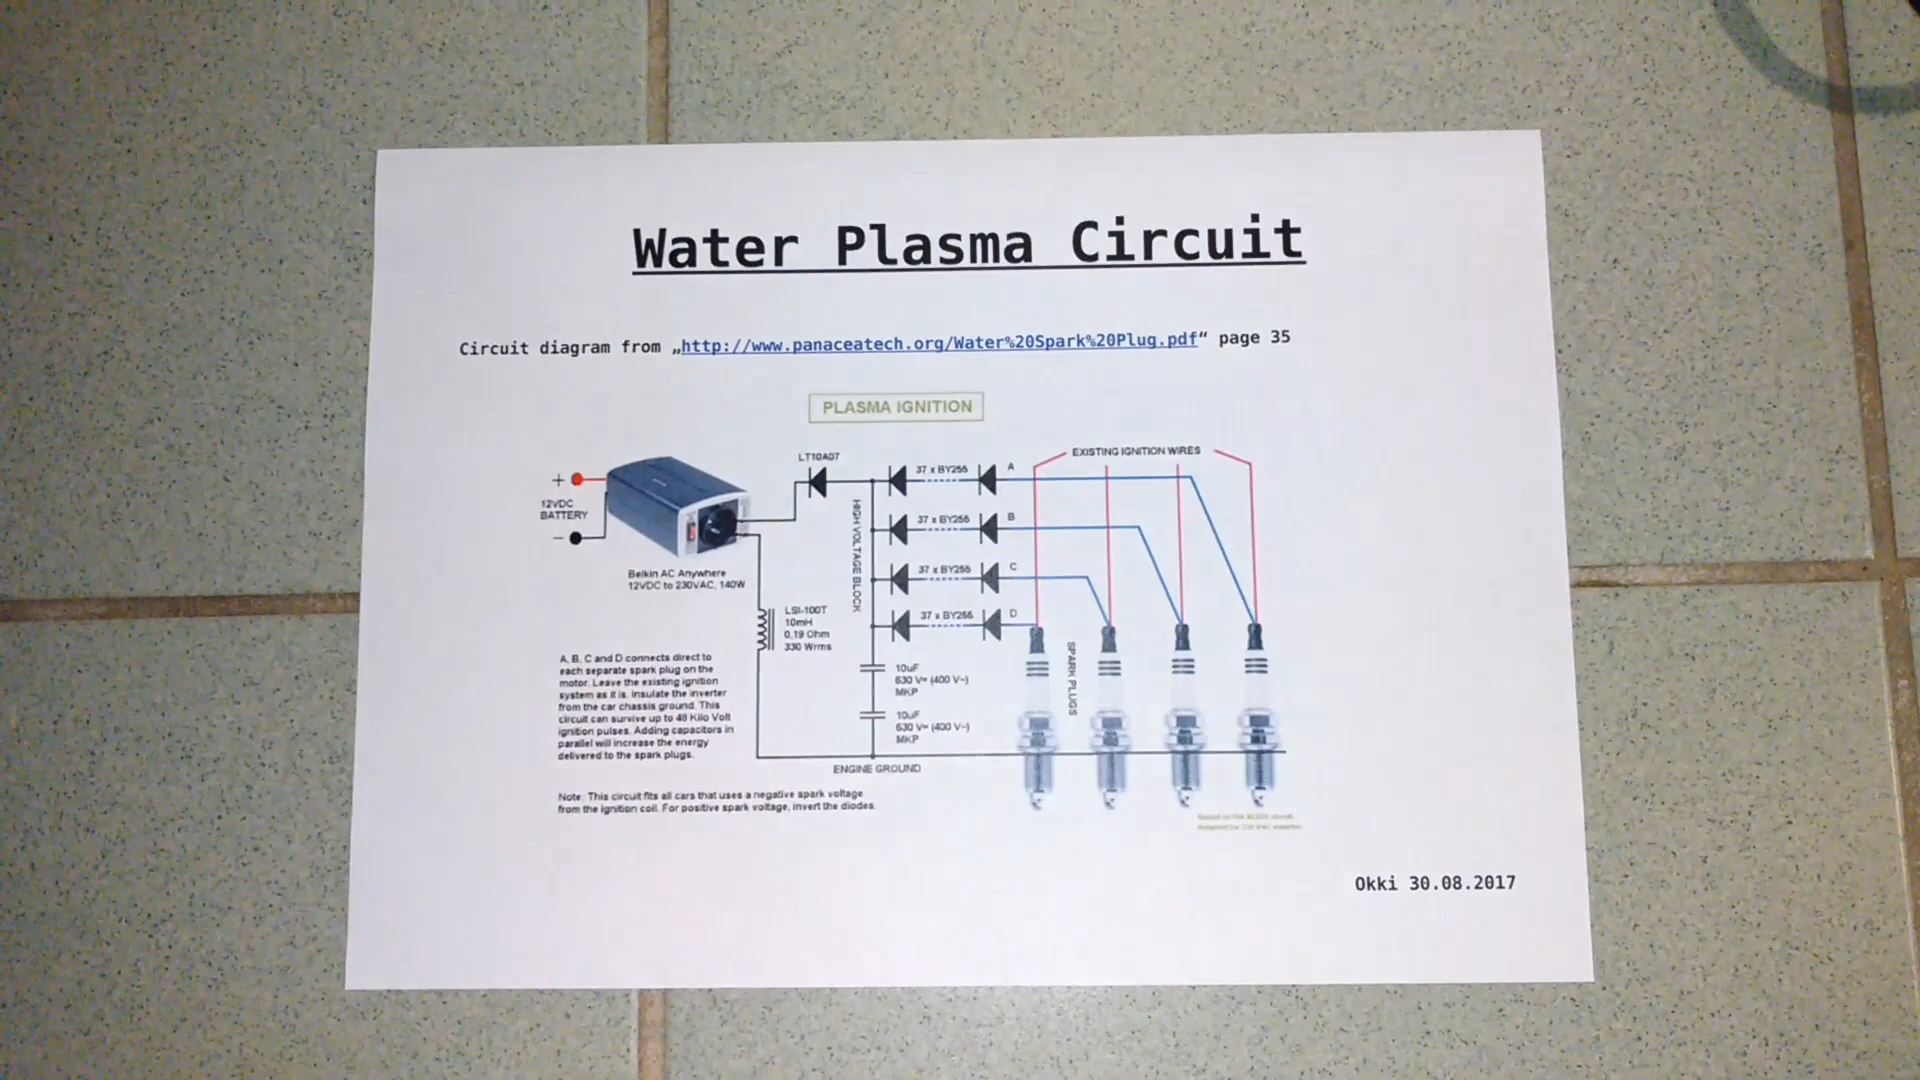 Water Plasma Circuit
Circuit diagram from „http://www.panaceatech.org/Water%20Spark%20Plug.pdf“ page 35
PLASMA IGNITION
LT10A07
EXISTING IGNITION WIRES
37 x BY255
A
+
12VDC
BATTERY
−
37 x BY255
B
HIGH VOLTAGE BLOCK
37 x BY255
C
Belkin AC Anywhere
12VDC to 230VAC, 140W
37 x BY255
D
LSI-100T
10mH
0,19 Ohm
330 Wrms
SPARK PLUGS
10uF
630 V= (400 V~)
MKP
10uF
630 V= (400 V~)
MKP
A, B, C and D connects direct to
each separate spark plug on the
motor. Leave the existing ignition
system as it is. Insulate the inverter
from the car chassis ground. This
circuit can survive up to 48 Kilo Volt
ignition pulses. Adding capacitors in
parallel will increase the energy
delivered to the spark plugs.
ENGINE GROUND
Note: This circuit fits all cars that uses a negative spark voltage
from the ignition coil. For positive spark voltage, invert the diodes.
Okki 30.08.2017